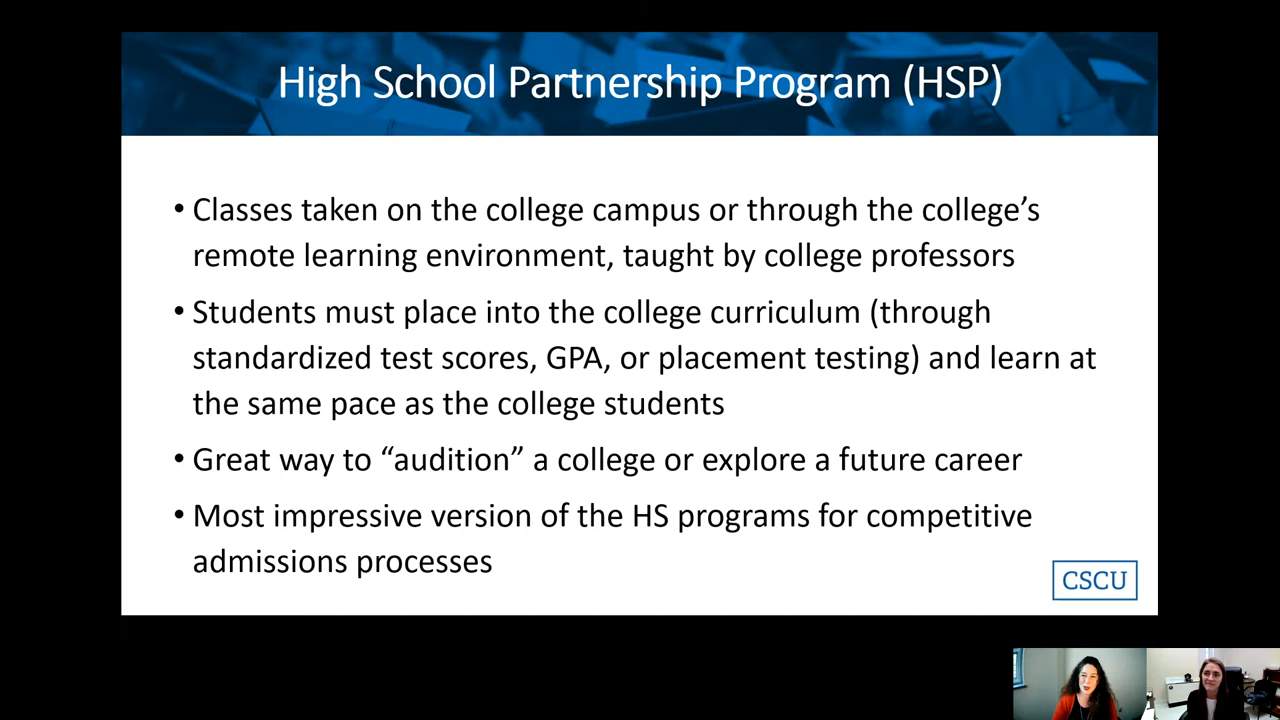 High School Partnership Program (HSP)
• Classes taken on the college campus or through the college’s
remote learning environment, taught by college professors
• Students must place into the college curriculum (through
standardized test scores, GPA, or placement testing) and learn at
the same pace as the college students
• Great way to “audition” a college or explore a future career
• Most impressive version of the HS programs for competitive
admissions processes
CSCU